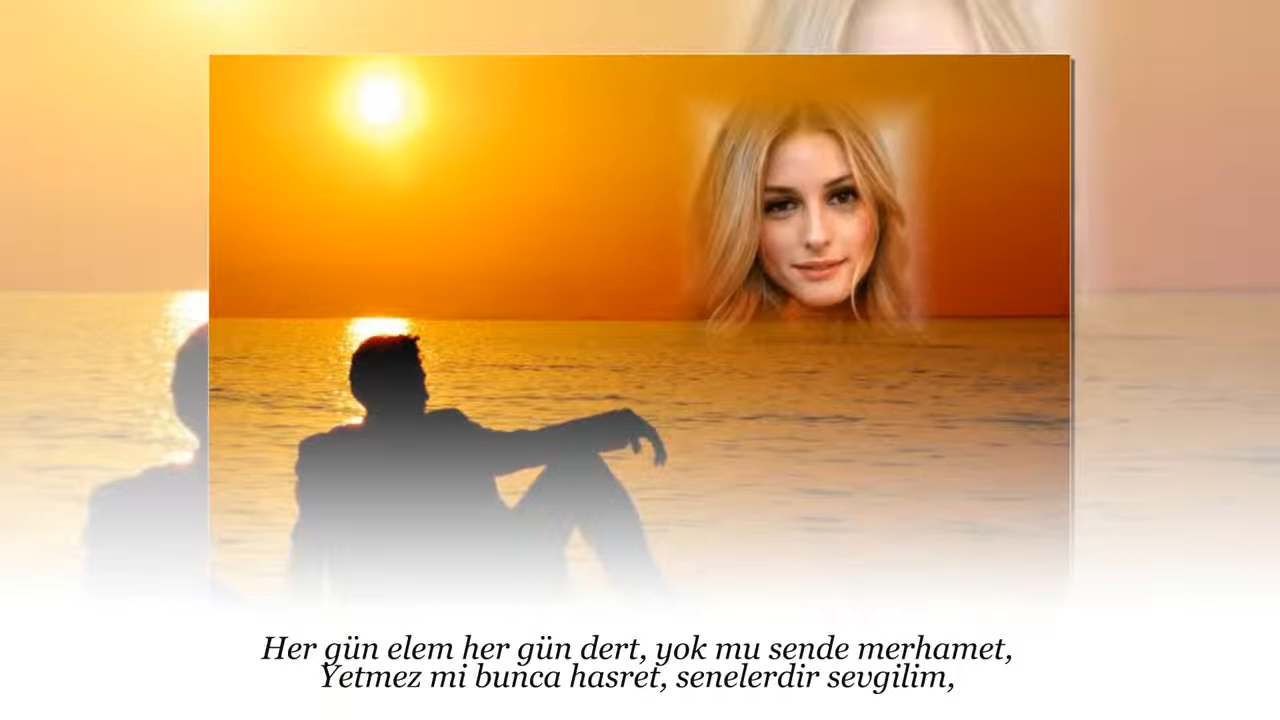 Her gün elem her gün dert, yok mu sende merhamet,
Yetmez mi bunca hasret, senelerdir sevgilim,